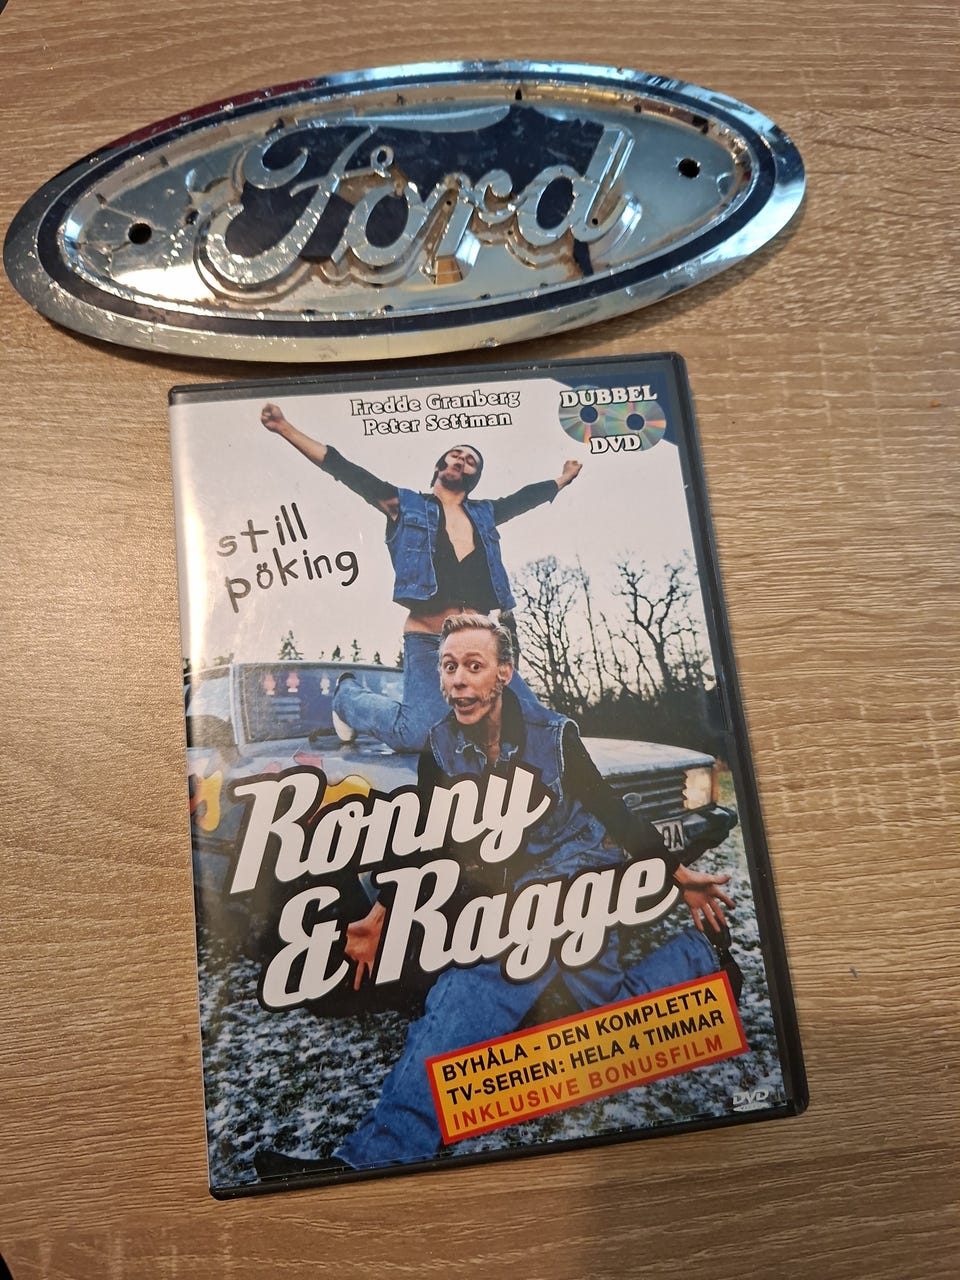 Ford
Fredde Granberg
Peter Settman
DUBBEL
DVD
still
pöking
Ronny
& Ragge
BYHÅLA - DEN KOMPLETTA
TV-SERIEN: HELA 4 TIMMAR
INKLUSIVE BONUSFILM
DVD